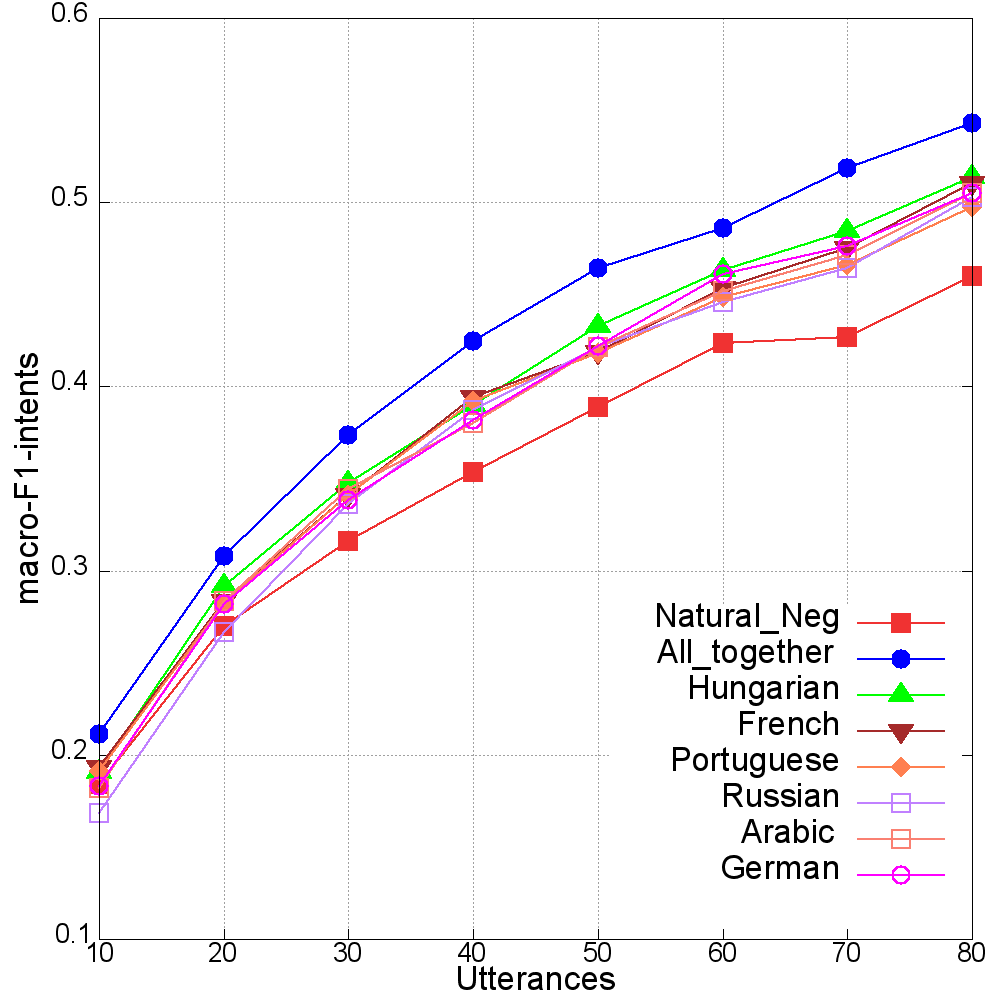 0.6
0.5
0.4
0.3
0.2
0.1
macro-F1-intents
10 20 30 40 50 60 70 80
Utterances
Natural_Neg
All_together
Hungarian
French
Portuguese
Russian
Arabic
German